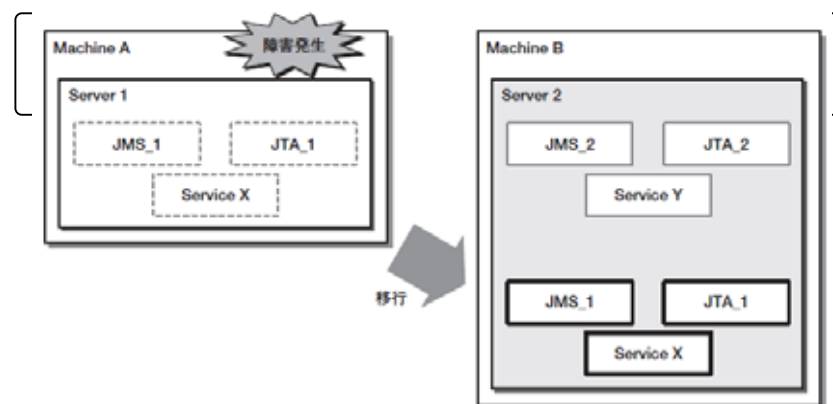 Machine A
障害発生
Server 1
JMS_1
JTA_1
Service X
移行
Machine B
Server 2
JMS_2
JTA_2
Service Y
JMS_1
JTA_1
Service X